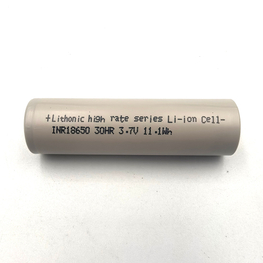 +Lithonic high rate series Li-ion Cell-
INR18650 30HR 3.7V 11.1Wh